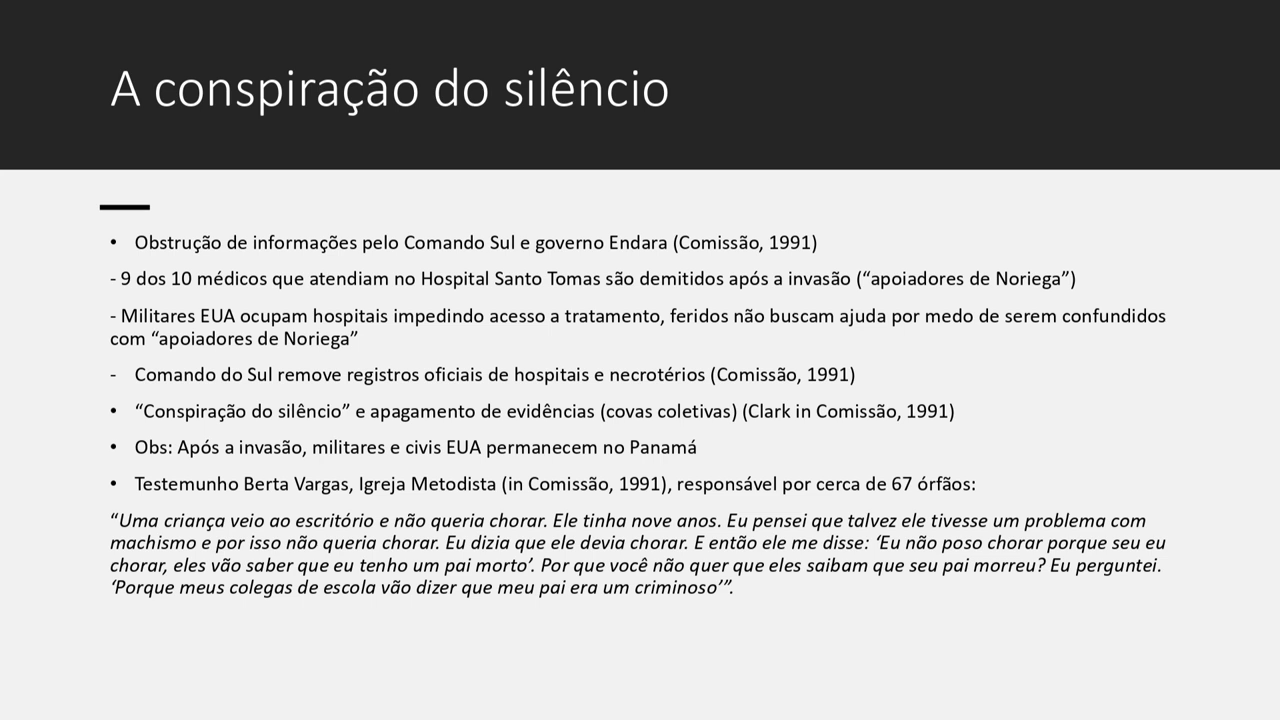 A conspiração do silêncio
• Obstrução de informações pelo Comando Sul e governo Endara (Comissão, 1991)
- 9 dos 10 médicos que atendiam no Hospital Santo Tomas são demitidos após a invasão (“apoiadores de Noriega”)
- Militares EUA ocupam hospitais impedindo acesso a tratamento, feridos não buscam ajuda por medo de serem confundidos
com “apoiadores de Noriega”
- Comando do Sul remove registros oficiais de hospitais e necrotérios (Comissão, 1991)
• “Conspiração do silêncio” e apagamento de evidências (covas coletivas) (Clark in Comissão, 1991)
• Obs: Após a invasão, militares e civis EUA permanecem no Panamá
• Testemunho Berta Vargas, Igreja Metodista (in Comissão, 1991), responsável por cerca de 67 órfãos:
“Uma criança veio ao escritório e não queria chorar. Ele tinha nove anos. Eu pensei que talvez ele tivesse um problema com
machismo e por isso não queria chorar. Eu dizia que ele devia chorar. E então ele me disse: ‘Eu não poso chorar porque seu eu
chorar, eles vão saber que eu tenho um pai morto’. Por que você não quer que eles saibam que seu pai morreu? Eu perguntei.
‘Porque meus colegas de escola vão dizer que meu pai era um criminoso’”.